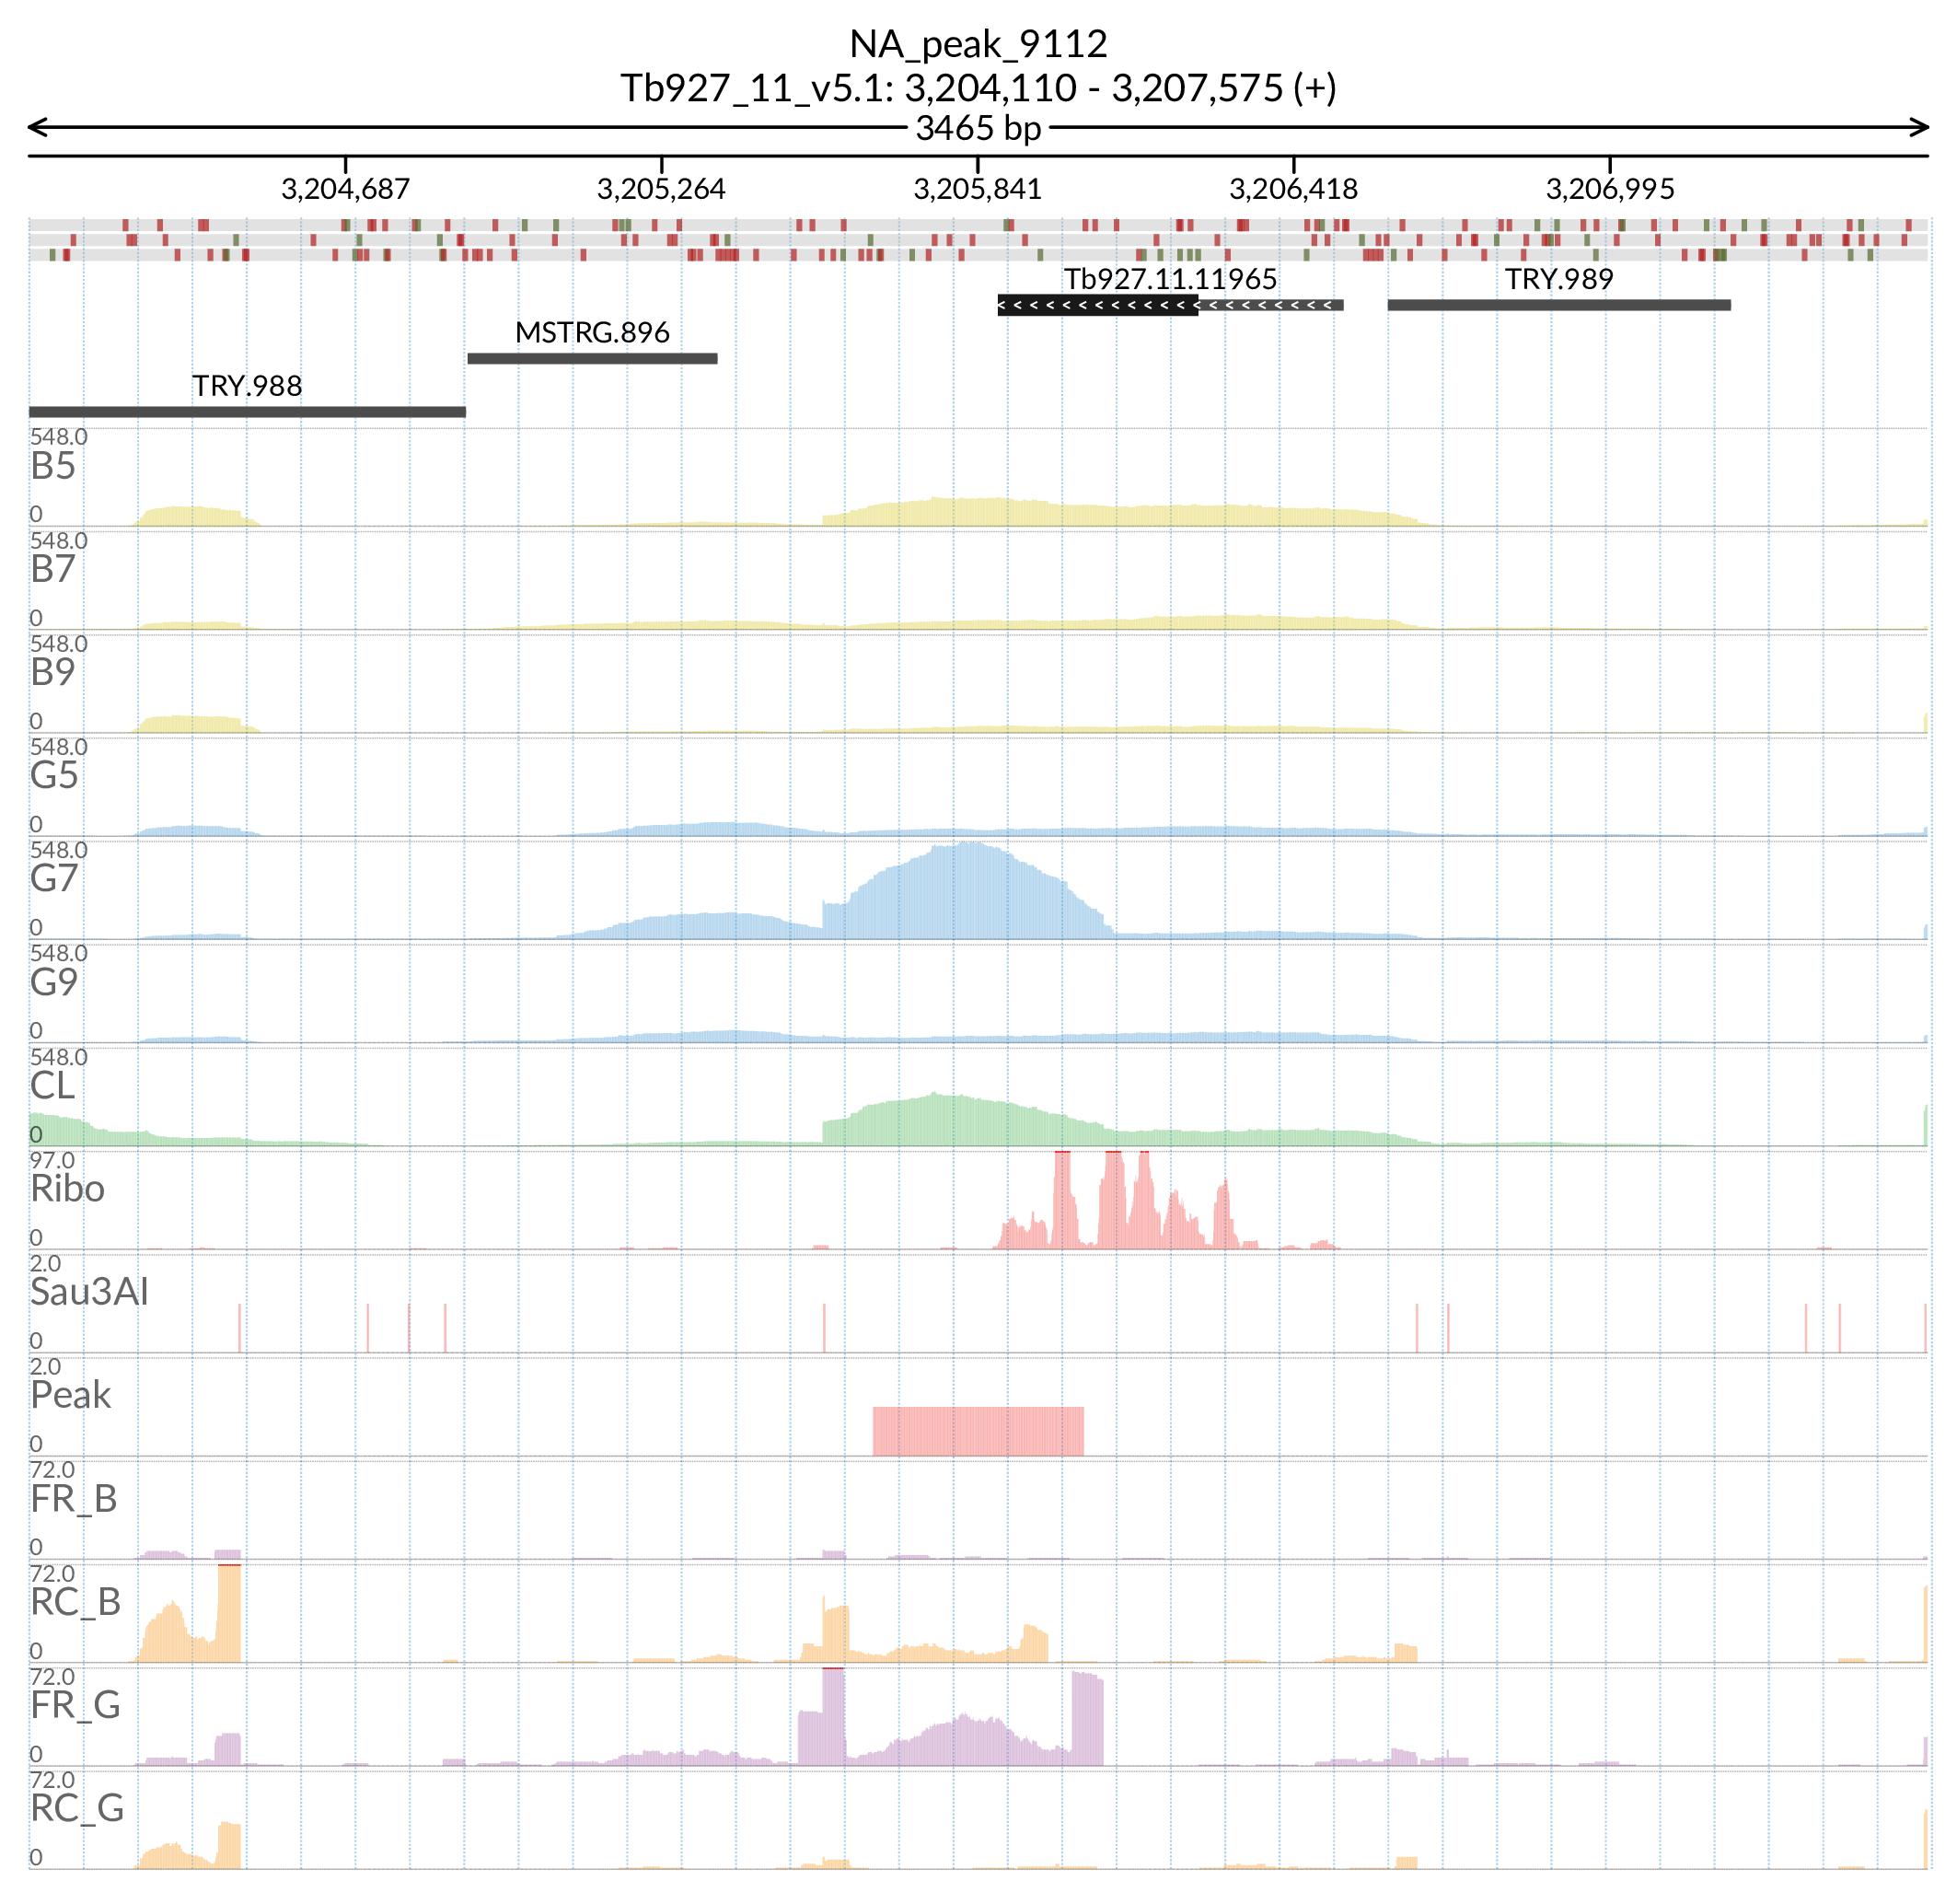 NA_peak_9112
Tb927_11_v5.1: 3,204,110 - 3,207,575 (+)
3465 bp
3,204,687 3,205,264 3,205,841 3,206,418 3,206,995
Tb927.11.11965 TRY.989
MSTRG.896
TRY.988
548.0
B5
0
548.0
B7
0
548.0
B9
0
548.0
G5
0
548.0
G7
0
548.0
G9
0
548.0
CL
0
97.0
Ribo
0
2.0
Sau3AI
0
2.0
Peak
0
72.0
FR_B
0
72.0
RC_B
0
72.0
FR_G
0
72.0
RC_G
0